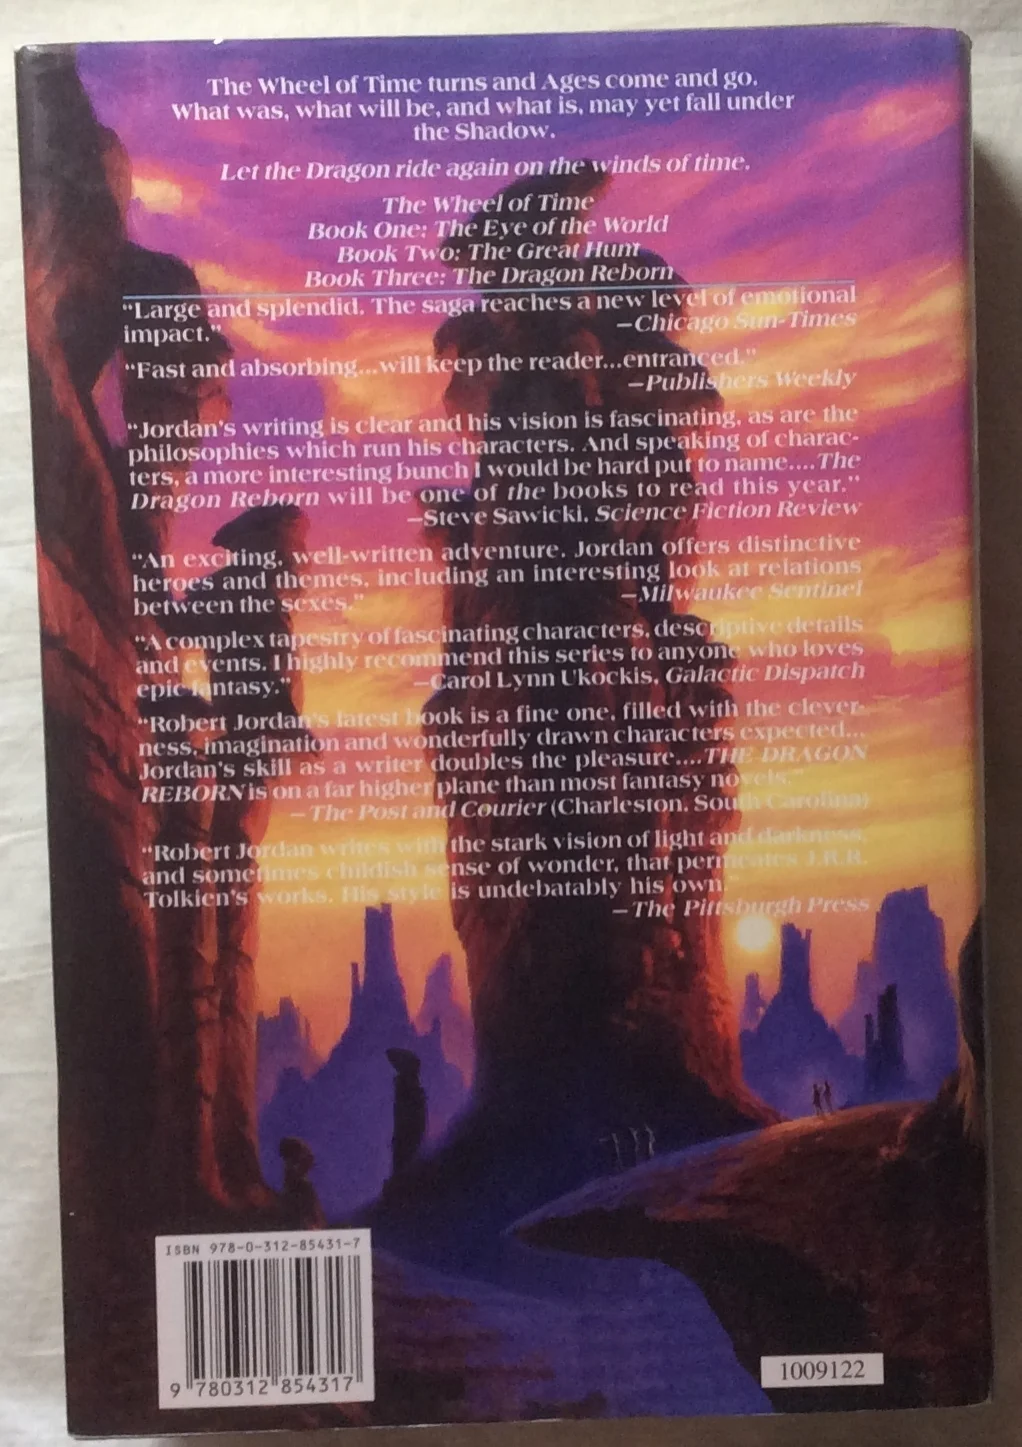 The Wheel of Time turns and Ages come and go.
What was, what will be, and what is, may yet fall under
the Shadow.
Let the Dragon ride again on the winds of time.
The Wheel of Time
Book One: The Eye of the World
Book Two: The Great Hunt
Book Three: The Dragon Reborn
“Large and splendid. The saga reaches a new level of emotional
impact.” —Chicago Sun-Times
“Fast and absorbing...will keep the reader...entranced.”
—Publishers Weekly
“Jordan's writing is clear and his vision is fascinating, as are the
philosophies which run his characters. And speaking of charac-
ters, a more interesting bunch I would be hard put to name....The
Dragon Reborn will be one of the books to read this year.”
—Steve Sawicki, Science Fiction Review
“An exciting, well-written adventure. Jordan offers distinctive
heroes and themes, including an interesting look at relations
between the sexes.” —Milwaukee Sentinel
“A complex tapestry of fascinating characters, descriptive details
and events. I highly recommend this series to anyone who loves
epic fantasy.” —Carol Lynn Ukockis, Galactic Dispatch
“Robert Jordan's latest book is a fine one, filled with the clever-
ness, imagination and wonderfully drawn characters expected...
Jordan's skill as a writer doubles the pleasure....THE DRAGON
REBORN is on a far higher plane than most fantasy novels.”
—The Post and Courier (Charleston, South Carolina)
“Robert Jordan writes with the stark vision of light and darkness,
and sometimes childish sense of wonder, that permeates J.R.R.
Tolkien's works. His style is undebatably his own.”
—The Pittsburgh Press
ISBN 978-0-312-85431-7
9 780312 854317
1009122